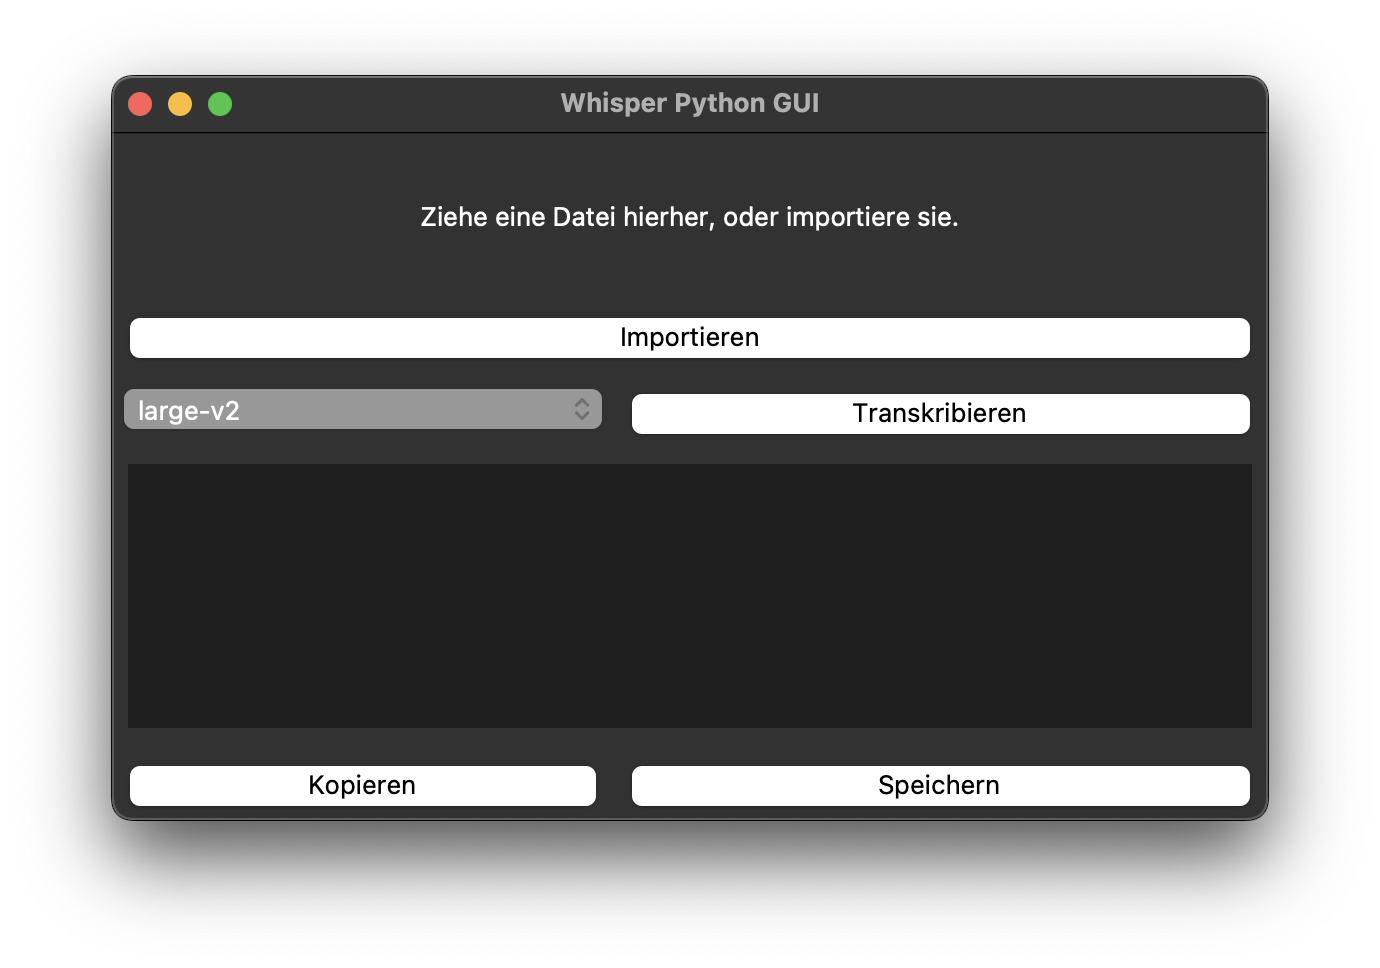 Whisper Python GUI
Ziehe eine Datei hierher, oder importiere sie.
Importieren
large-v2
Transkribieren
Kopieren
Speichern